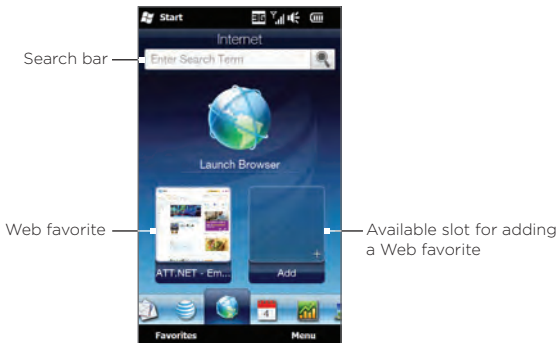 Start
3G
Internet
Search bar
Enter Search Term
Launch Browser
Web favorite
Available slot for adding
a Web favorite
ATT.NET - Em...
Add
4
Favorites
Menu